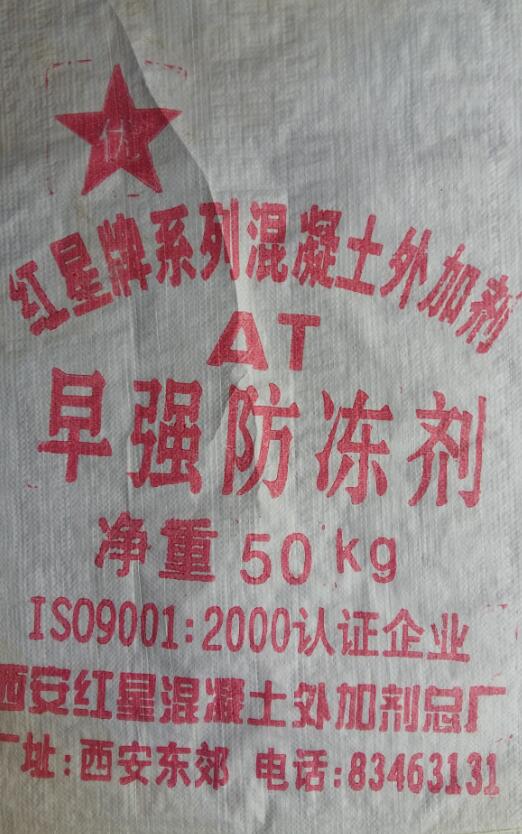 优
红星牌系列混凝土外加剂
AT
早强防冻剂
净重 50 kg
ISO9001:2000认证企业
西安红星混凝土外加剂总厂
厂址:西安东郊 电话:83463131